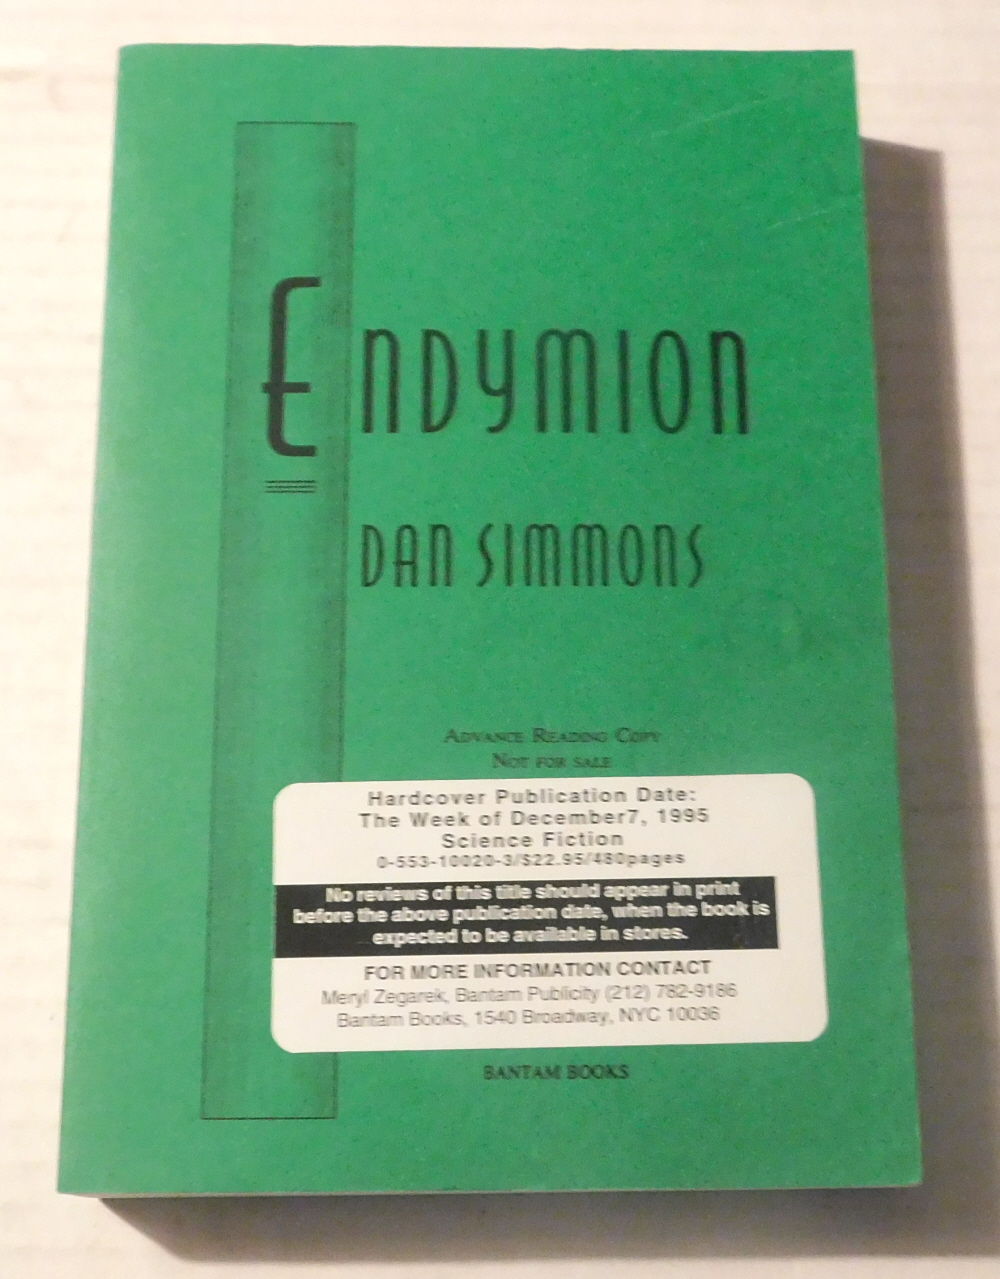 ENDYMION
DAN SIMMONS
ADVANCE READING COPY
NOT FOR SALE
Hardcover Publication Date:
The Week of December7, 1995
Science Fiction
0-553-10020-3/$22.95/480pages
No reviews of this title should appear in print
before the above publication date, when the book is
expected to be available in stores.
FOR MORE INFORMATION CONTACT
Meryl Zegarek, Bantam Publicity (212) 782-9186
Bantam Books, 1540 Broadway, NYC 10036
BANTAM BOOKS